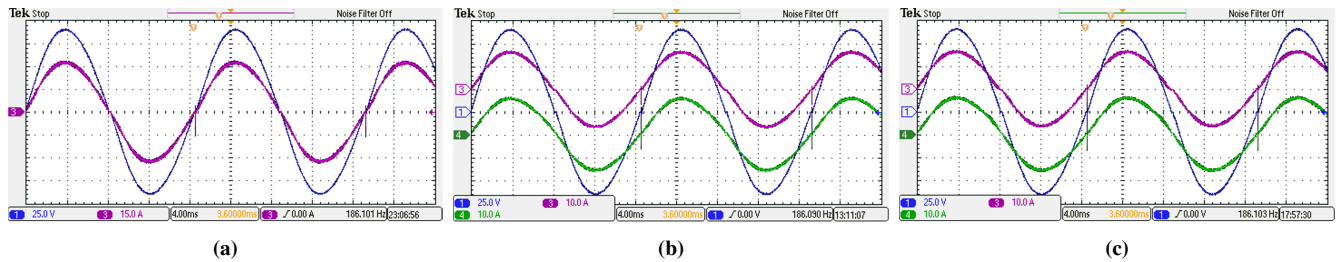 Tek Stop
Noise Filter Off
3
1 25.0 V 3 15.0 A 4.00ms 3.60000ms 3 0.00 A 186.101 Hz 23:06:56
(a)
Tek Stop
Noise Filter Off
3
1
4
1 25.0 V 3 10.0 A
4 10.0 A 4.00ms 3.60000ms 1 0.00 V 186.090 Hz 13:11:07
(b)
Tek Stop
Noise Filter Off
3
1
4
1 25.0 V 3 10.0 A
4 10.0 A 4.00ms 3.60000ms 1 0.00 V 186.103 Hz 17:57:30
(c)